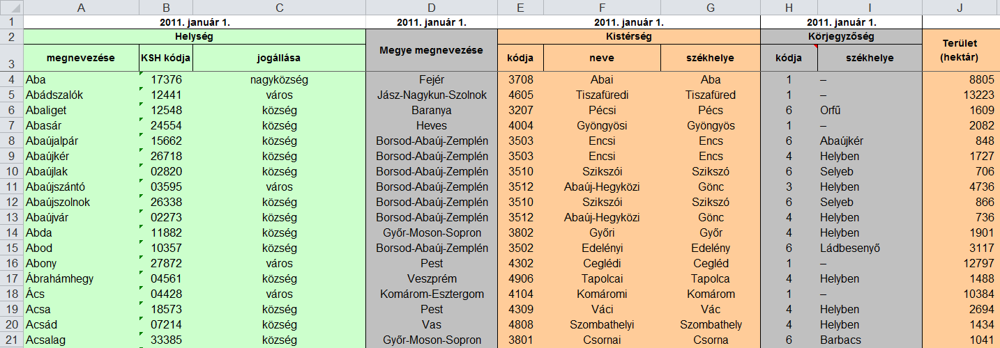 A B C D E F G H I J
1 2011. január 1. 2011. január 1. 2011. január 1. 2011. január 1.
2 Helység Megye megnevezése Kistérség Körjegyzőség Terület (hektár)
3 megnevezése KSH kódja jogállása kódja neve székhelye kódja székhelye
4 Aba 17376 nagyközség Fejér 3708 Abai Aba 1 – 8805
5 Abádszalók 12441 város Jász-Nagykun-Szolnok 4605 Tiszafüredi Tiszafüred 1 – 13223
6 Abaliget 12548 község Baranya 3207 Pécsi Pécs 6 Orfű 1609
7 Abasár 24554 község Heves 4004 Gyöngyösi Gyöngyös 1 – 2082
8 Abaújalpár 15662 község Borsod-Abaúj-Zemplén 3503 Encsi Encs 6 Abaújkér 848
9 Abaújkér 26718 község Borsod-Abaúj-Zemplén 3503 Encsi Encs 4 Helyben 1727
10 Abaújlak 02820 község Borsod-Abaúj-Zemplén 3510 Szikszói Szikszó 6 Selyeb 706
11 Abaújszántó 03595 város Borsod-Abaúj-Zemplén 3512 Abaúj-Hegyközi Gönc 3 Helyben 4736
12 Abaújszolnok 26338 község Borsod-Abaúj-Zemplén 3510 Szikszói Szikszó 6 Selyeb 866
13 Abaújvár 02273 község Borsod-Abaúj-Zemplén 3512 Abaúj-Hegyközi Gönc 4 Helyben 736
14 Abda 11882 község Győr-Moson-Sopron 3802 Győri Győr 4 Helyben 1901
15 Abod 10357 község Borsod-Abaúj-Zemplén 3502 Edelényi Edelény 6 Ládbesenyő 3117
16 Abony 27872 város Pest 4302 Ceglédi Cegléd 1 – 12797
17 Ábrahámhegy 04561 község Veszprém 4906 Tapolcai Tapolca 4 Helyben 1488
18 Ács 04428 város Komárom-Esztergom 4104 Komáromi Komárom 1 – 10384
19 Acsa 18573 község Pest 4309 Váci Vác 4 Helyben 2694
20 Acsád 07214 község Vas 4808 Szombathelyi Szombathely 4 Helyben 1434
21 Acsalag 33385 község Győr-Moson-Sopron 3801 Csornai Csorna 6 Barbacs 1041